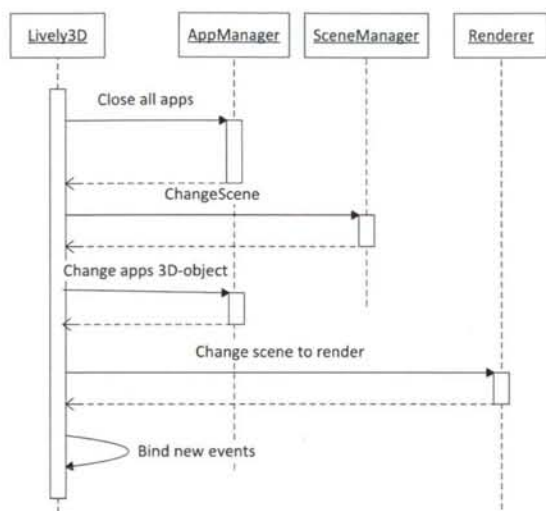 Lively3D
AppManager
SceneManager
Renderer
Close all apps
ChangeScene
Change apps 3D-object
Change scene to render
Bind new events